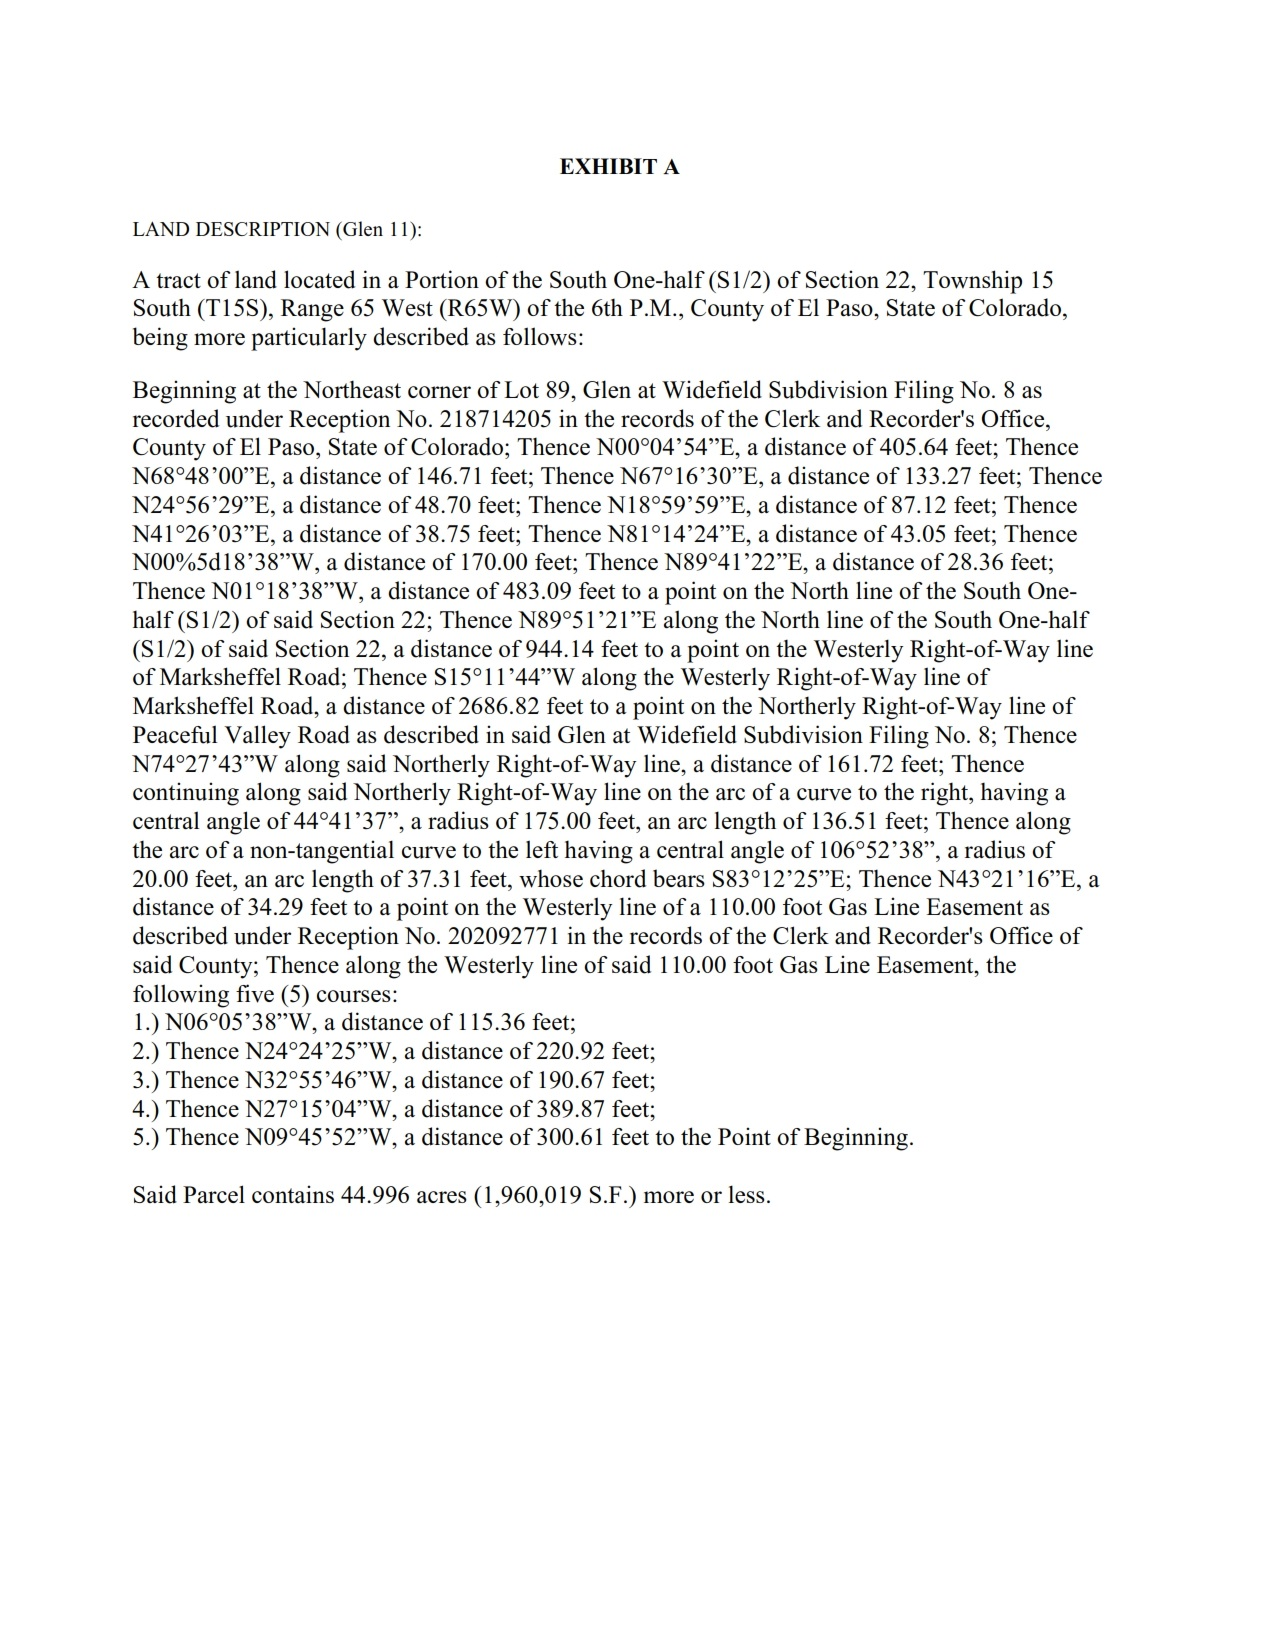 EXHIBIT A
LAND DESCRIPTION (Glen 11):
A tract of land located in a Portion of the South One-half (S1/2) of Section 22, Township 15
South (T15S), Range 65 West (R65W) of the 6th P.M., County of El Paso, State of Colorado,
being more particularly described as follows:
Beginning at the Northeast corner of Lot 89, Glen at Widefield Subdivision Filing No. 8 as
recorded under Reception No. 218714205 in the records of the Clerk and Recorder's Office,
County of El Paso, State of Colorado; Thence N00°04’54”E, a distance of 405.64 feet; Thence
N68°48’00”E, a distance of 146.71 feet; Thence N67°16’30”E, a distance of 133.27 feet; Thence
N24°56’29”E, a distance of 48.70 feet; Thence N18°59’59”E, a distance of 87.12 feet; Thence
N41°26’03”E, a distance of 38.75 feet; Thence N81°14’24”E, a distance of 43.05 feet; Thence
N00%5d18’38”W, a distance of 170.00 feet; Thence N89°41’22”E, a distance of 28.36 feet;
Thence N01°18’38”W, a distance of 483.09 feet to a point on the North line of the South One-
half (S1/2) of said Section 22; Thence N89°51’21”E along the North line of the South One-half
(S1/2) of said Section 22, a distance of 944.14 feet to a point on the Westerly Right-of-Way line
of Marksheffel Road; Thence S15°11’44”W along the Westerly Right-of-Way line of
Marksheffel Road, a distance of 2686.82 feet to a point on the Northerly Right-of-Way line of
Peaceful Valley Road as described in said Glen at Widefield Subdivision Filing No. 8; Thence
N74°27’43”W along said Northerly Right-of-Way line, a distance of 161.72 feet; Thence
continuing along said Northerly Right-of-Way line on the arc of a curve to the right, having a
central angle of 44°41’37”, a radius of 175.00 feet, an arc length of 136.51 feet; Thence along
the arc of a non-tangential curve to the left having a central angle of 106°52’38”, a radius of
20.00 feet, an arc length of 37.31 feet, whose chord bears S83°12’25”E; Thence N43°21’16”E, a
distance of 34.29 feet to a point on the Westerly line of a 110.00 foot Gas Line Easement as
described under Reception No. 202092771 in the records of the Clerk and Recorder's Office of
said County; Thence along the Westerly line of said 110.00 foot Gas Line Easement, the
following five (5) courses:
1.) N06°05’38”W, a distance of 115.36 feet;
2.) Thence N24°24’25”W, a distance of 220.92 feet;
3.) Thence N32°55’46”W, a distance of 190.67 feet;
4.) Thence N27°15’04”W, a distance of 389.87 feet;
5.) Thence N09°45’52”W, a distance of 300.61 feet to the Point of Beginning.
Said Parcel contains 44.996 acres (1,960,019 S.F.) more or less.